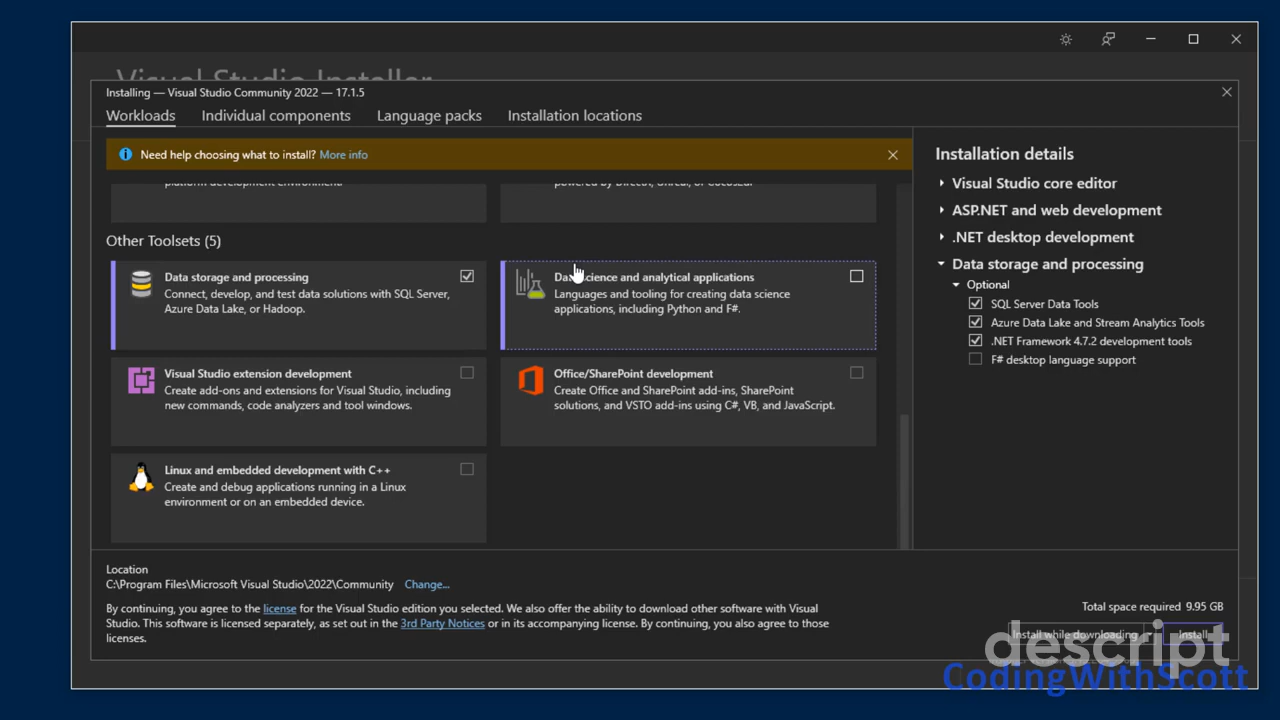 Visual Studio Installer
Installing — Visual Studio Community 2022 — 17.1.5
Workloads Individual components Language packs Installation locations
Need help choosing what to install? More info
platform development environment.
powered by DirectX, Unreal, or Cocos2d.
Other Toolsets (5)
Data storage and processing
Connect, develop, and test data solutions with SQL Server,
Azure Data Lake, or Hadoop.
Data science and analytical applications
Languages and tooling for creating data science
applications, including Python and F#.
Visual Studio extension development
Create add-ons and extensions for Visual Studio, including
new commands, code analyzers and tool windows.
Office/SharePoint development
Create Office and SharePoint add-ins, SharePoint
solutions, and VSTO add-ins using C#, VB, and JavaScript.
Linux and embedded development with C++
Create and debug applications running in a Linux
environment or on an embedded device.
Installation details
Visual Studio core editor
ASP.NET and web development
.NET desktop development
Data storage and processing
Optional
SQL Server Data Tools
Azure Data Lake and Stream Analytics Tools
.NET Framework 4.7.2 development tools
F# desktop language support
Location
C:\Program Files\Microsoft Visual Studio\2022\Community Change...
By continuing, you agree to the license for the Visual Studio edition you selected. We also offer the ability to download other software with Visual
Studio. This software is licensed separately, as set out in the 3rd Party Notices or in its accompanying license. By continuing, you also agree to those
licenses.
Total space required 9.95 GB
Install while downloading Install
descript
CodingWithScott